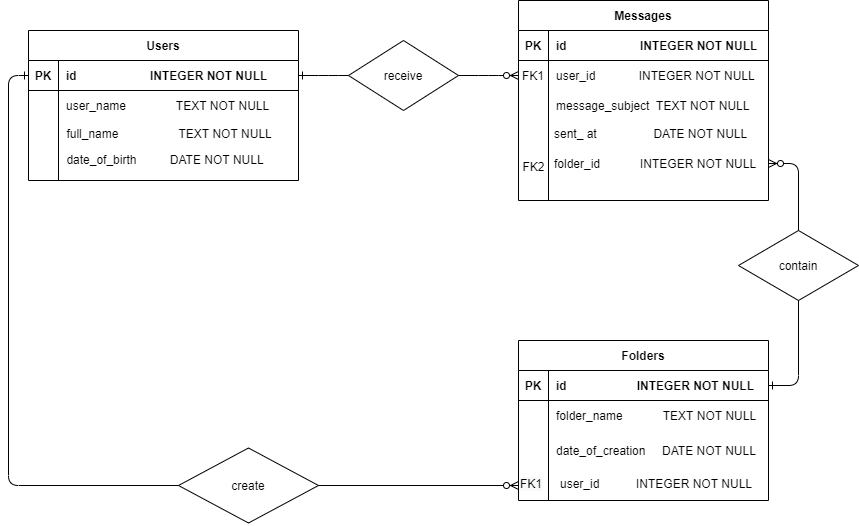 Users
PK id INTEGER NOT NULL
user_name TEXT NOT NULL
full_name TEXT NOT NULL
date_of_birth DATE NOT NULL
receive
Messages
PK id INTEGER NOT NULL
FK1 user_id INTEGER NOT NULL
message_subject TEXT NOT NULL
sent_ at DATE NOT NULL
FK2 folder_id INTEGER NOT NULL
contain
Folders
PK id INTEGER NOT NULL
folder_name TEXT NOT NULL
date_of_creation DATE NOT NULL
FK1 user_id INTEGER NOT NULL
create